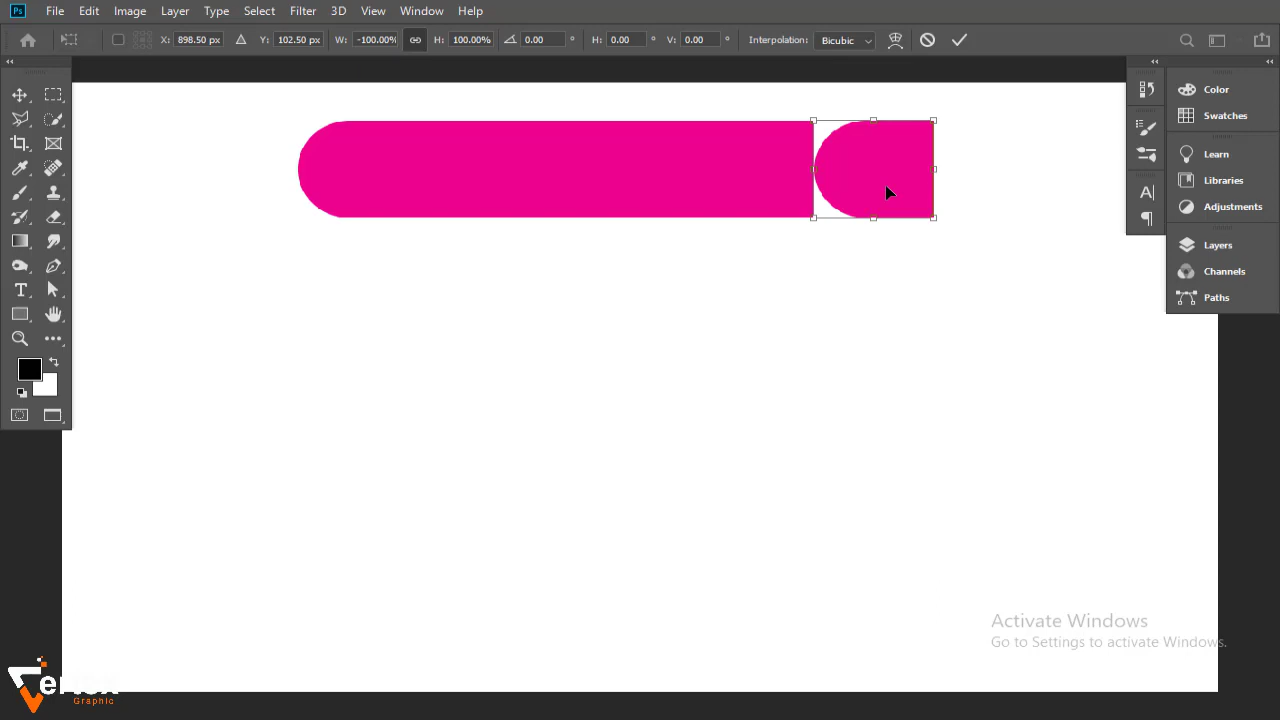 Ps File Edit Image Layer Type Select Filter 3D View Window Help
X: 898.50 px Y: 102.50 px W: -100.00% H: 100.00% 0.00 ° H: 0.00 ° V: 0.00 ° Interpolation: Bicubic
Color
Swatches
Learn
Libraries
Adjustments
Layers
Channels
Paths
Activate Windows
Go to Settings to activate Windows.
Graphic